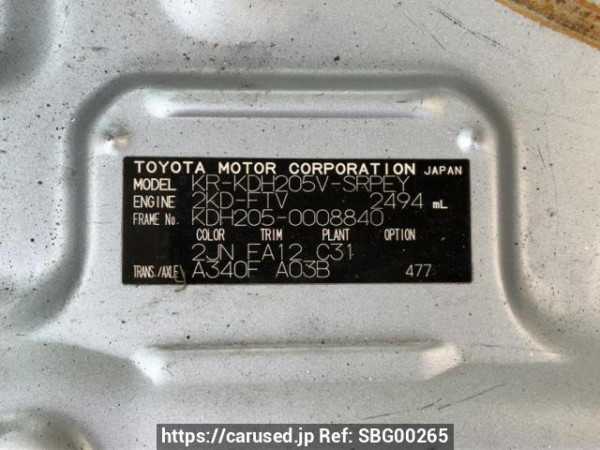 TOYOTA MOTOR CORPORATION JAPAN
MODEL KR-KDH205V-SRPEY
ENGINE 2KD-FTV 2494 mL
FRAME No. KDH205-0008840
COLOR TRIM PLANT OPTION
2JN FA12 C31
TRANS./AXLE A340F A03B 477
https://carused.jp Ref: SBG00265